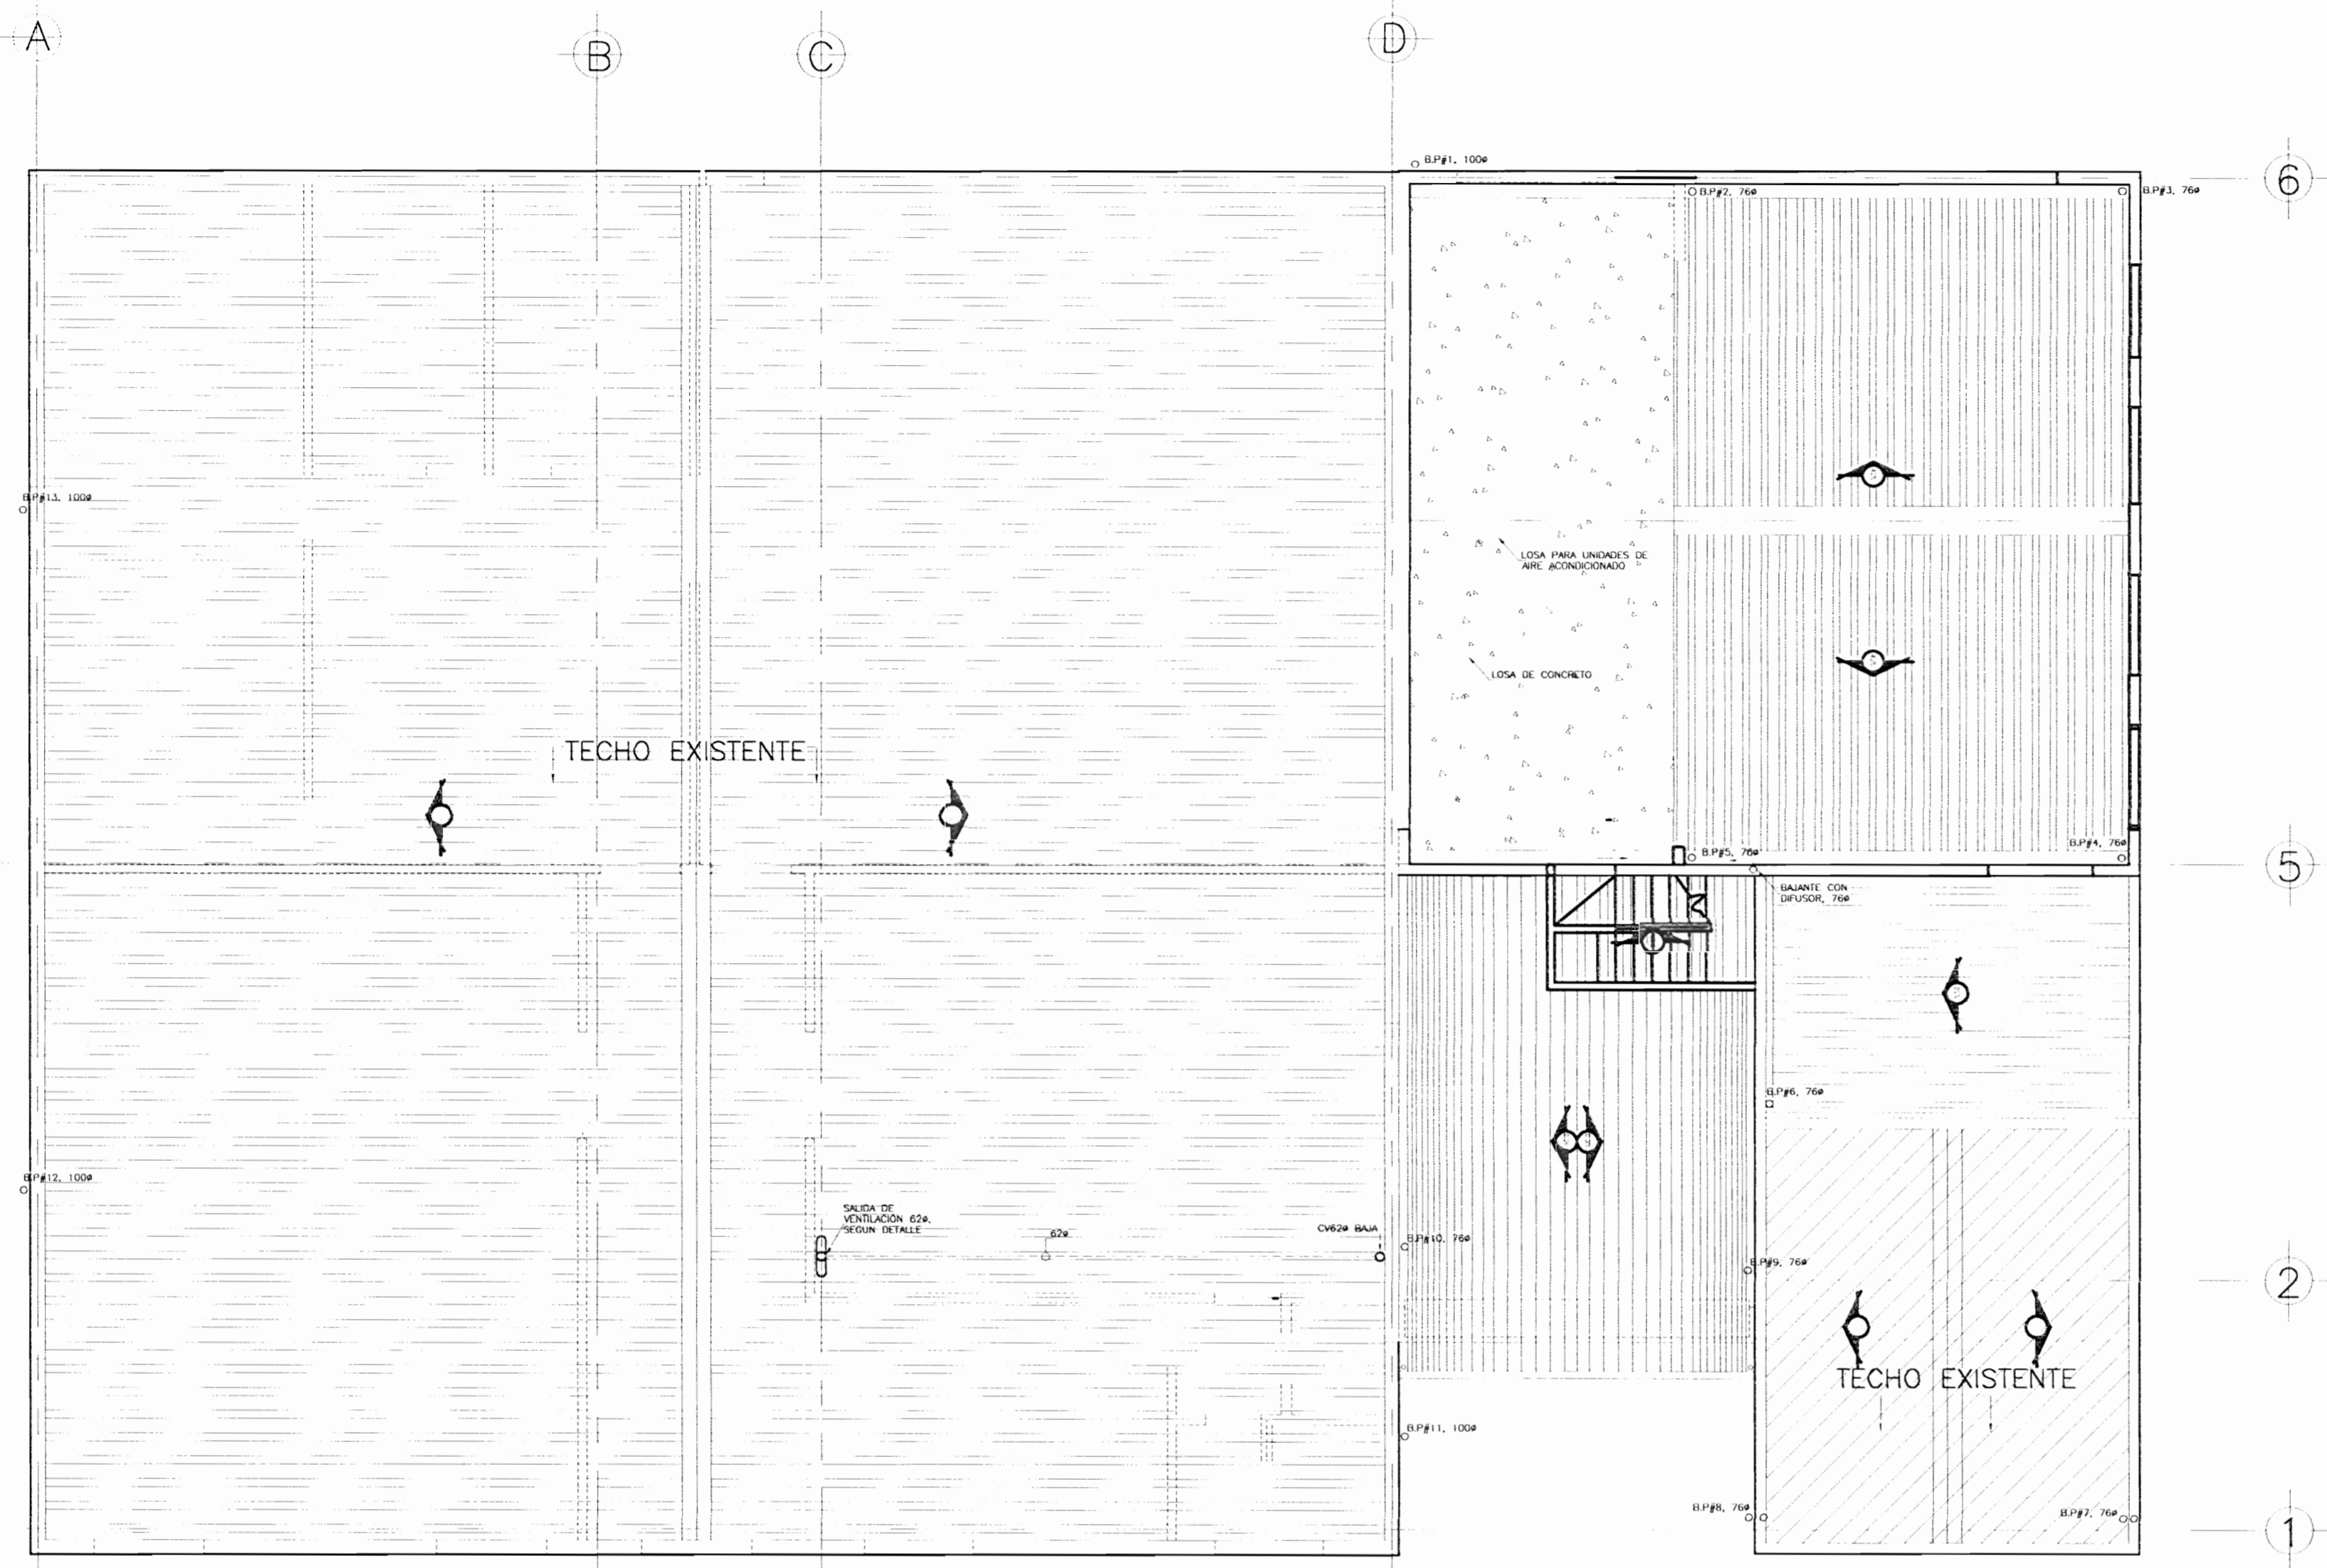 A
B
C
D
B.P#1, 100ø
6
B.P#2, 76ø
B.P#3, 76ø
B.P#13, 100ø
LOSA PARA UNIDADES DE
AIRE ACONDICIONADO
LOSA DE CONCRETO
TECHO EXISTENTE
B.P#4, 76ø
B.P#5, 76ø
5
BAJANTE CON
DIFUSOR, 76ø
B.P#6, 76ø
B.P#12, 100ø
SALIDA DE
VENTILACIÓN 62ø,
SEGUN DETALLE
62ø
CV62ø BAJA
B.P#10, 76ø
B.P#9, 76ø
2
TECHO EXISTENTE
B.P#11, 100ø
B.P#8, 76ø
B.P#7, 76ø
1